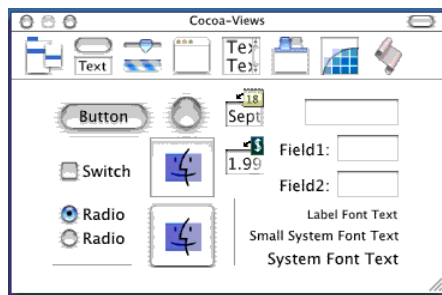 Cocoa-Views
Text
Tex
Tex
Button
18
Sept
Switch
$
1.99
Field1:
Field2:
Radio
Radio
Label Font Text
Small System Font Text
System Font Text